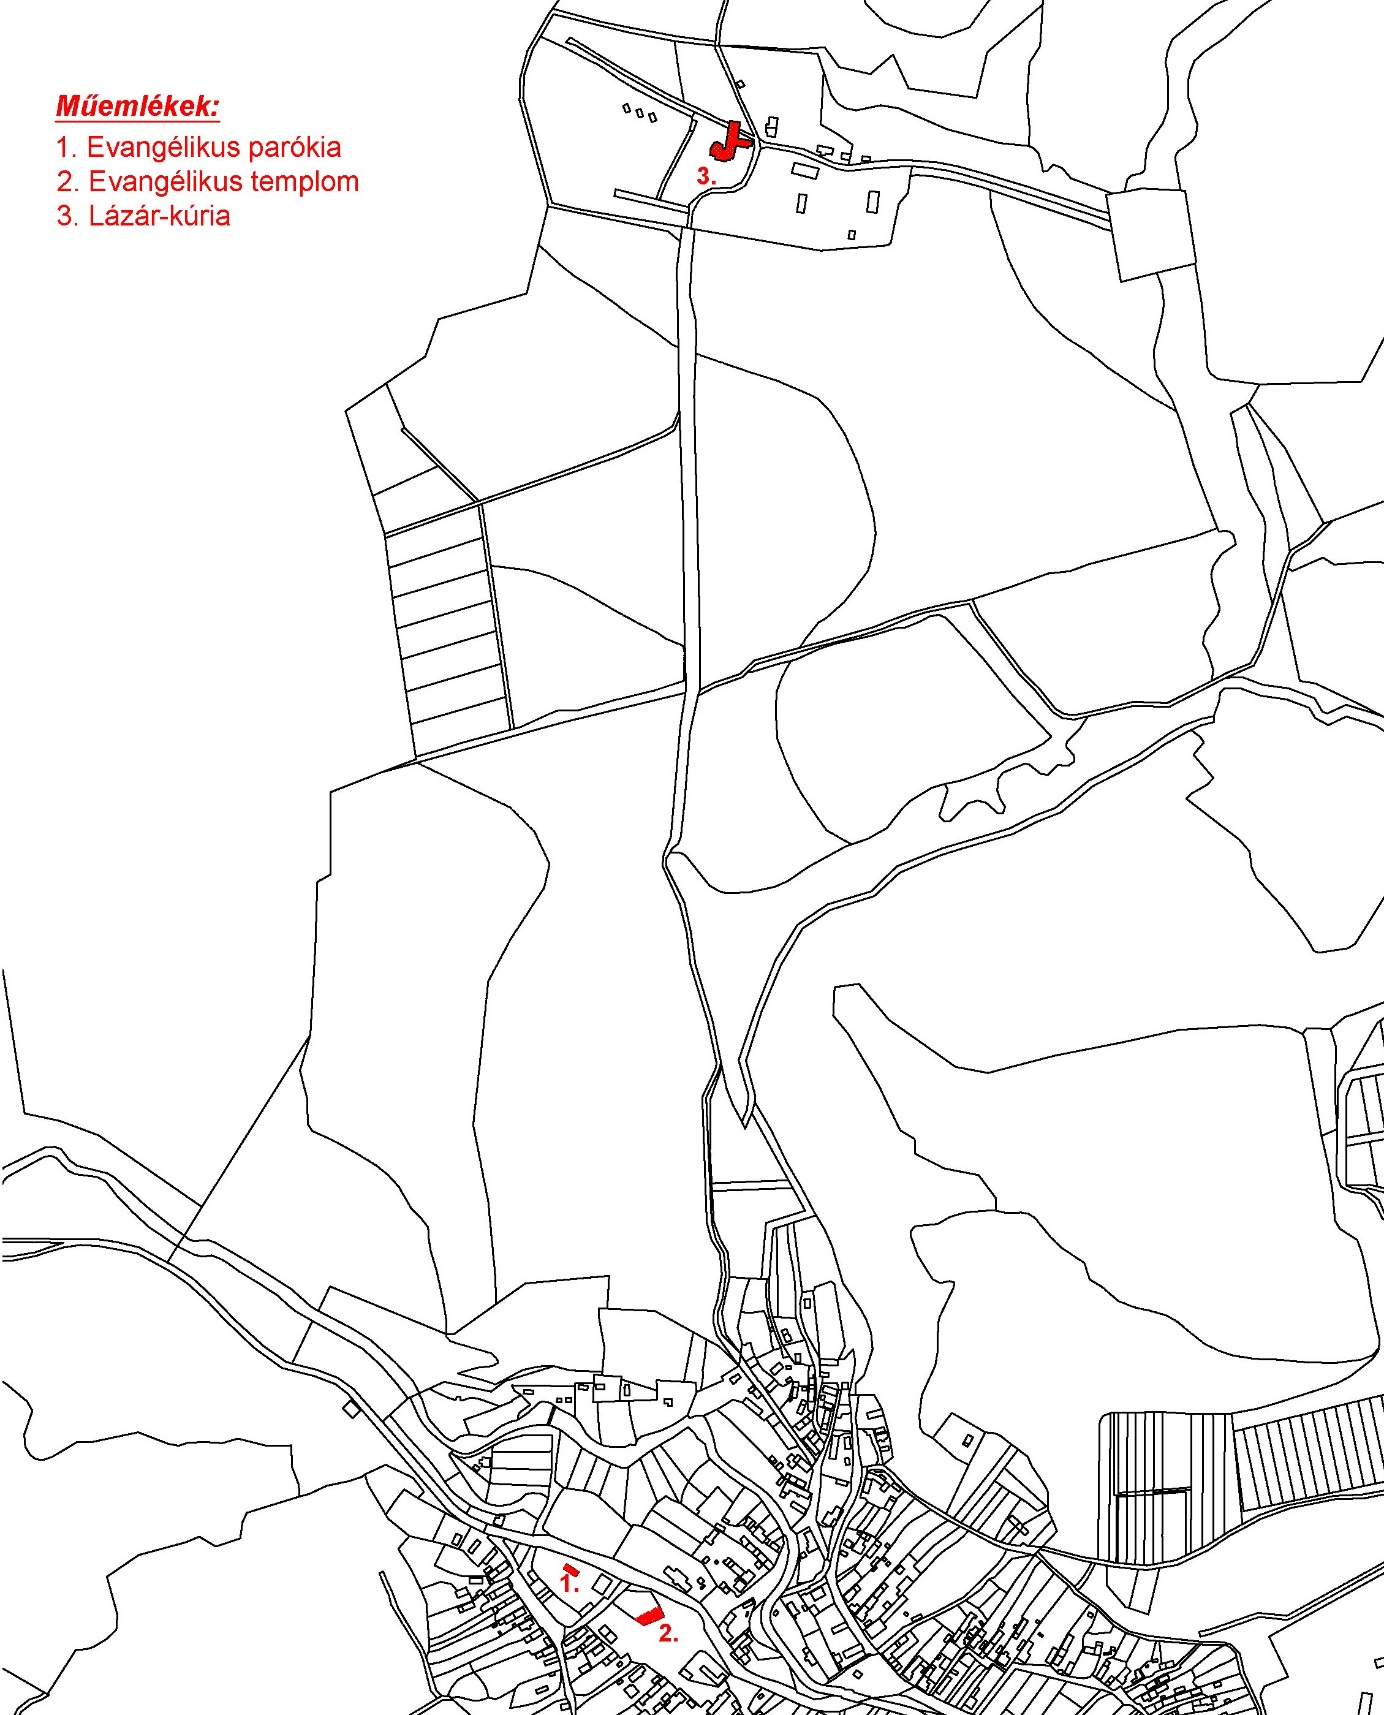 Műemlékek:
1. Evangélikus parókia
2. Evangélikus templom
3. Lázár-kúria
3.
1.
2.